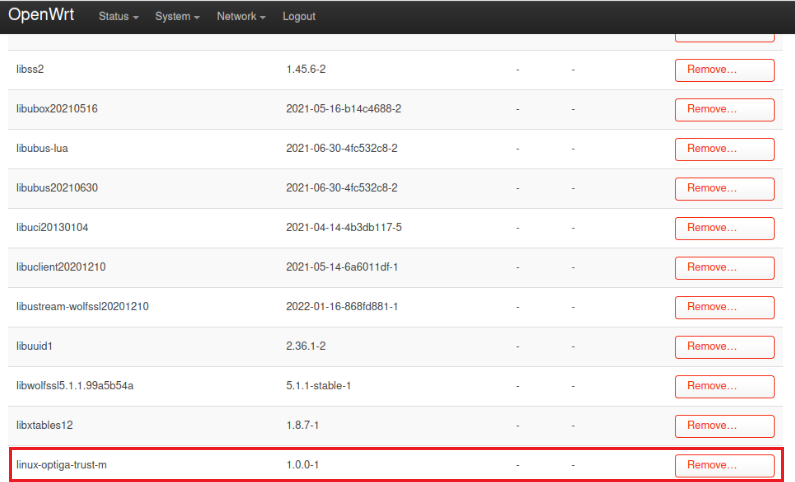 OpenWrt Status System Network Logout
libss2 1.45.6-2 - - Remove…
libubox20210516 2021-05-16-b14c4688-2 - - Remove…
libubus-lua 2021-06-30-4fc532c8-2 - - Remove…
libubus20210630 2021-06-30-4fc532c8-2 - - Remove…
libuci20130104 2021-04-14-4b3db117-5 - - Remove…
libuclient20201210 2021-05-14-6a6011df-1 - - Remove…
libustream-wolfssl20201210 2022-01-16-868fd881-1 - - Remove…
libuuid1 2.36.1-2 - - Remove…
libwolfssl5.1.1.99a5b54a 5.1.1-stable-1 - - Remove…
libxtables12 1.8.7-1 - - Remove…
linux-optiga-trust-m 1.0.0-1 - - Remove…